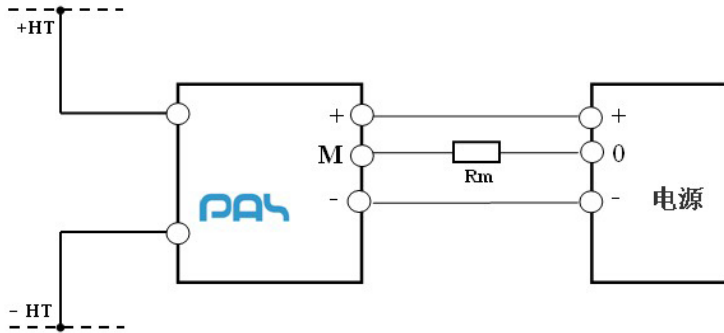 +HT
+ +
M 0
Rm
PAS
- - 电源
- HT